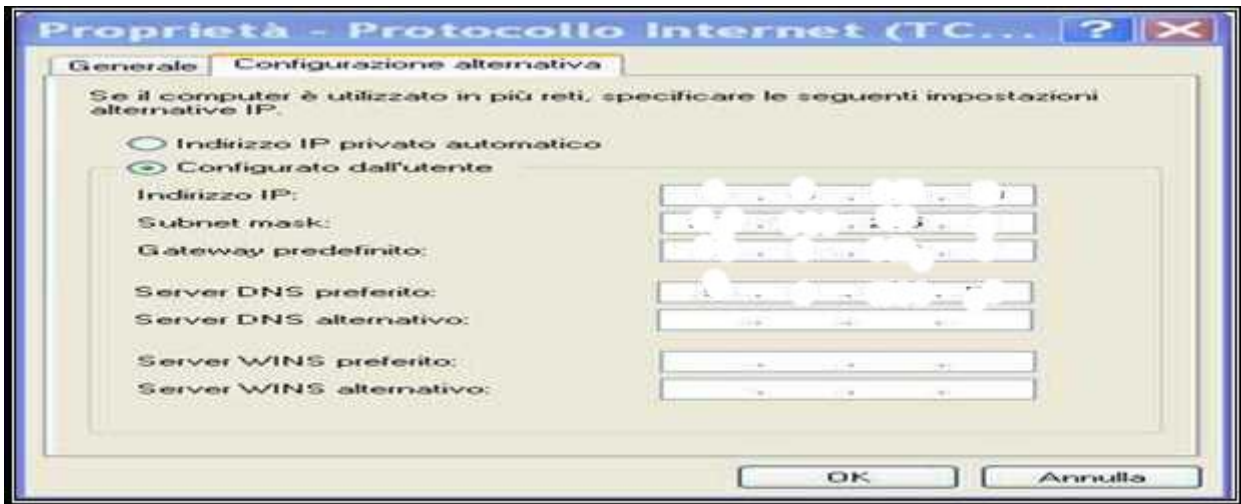 Proprietà - Protocollo Internet (TC... ?
Generale Configurazione alternativa
Se il computer è utilizzato in più reti, specificare le seguenti impostazioni
alternative IP.
Indirizzo IP privato automatico
Configurato dall'utente
Indirizzo IP:
Subnet mask:
Gateway predefinito:
Server DNS preferito:
Server DNS alternativo:
Server WINS preferito:
Server WINS alternativo:
OK Annulla